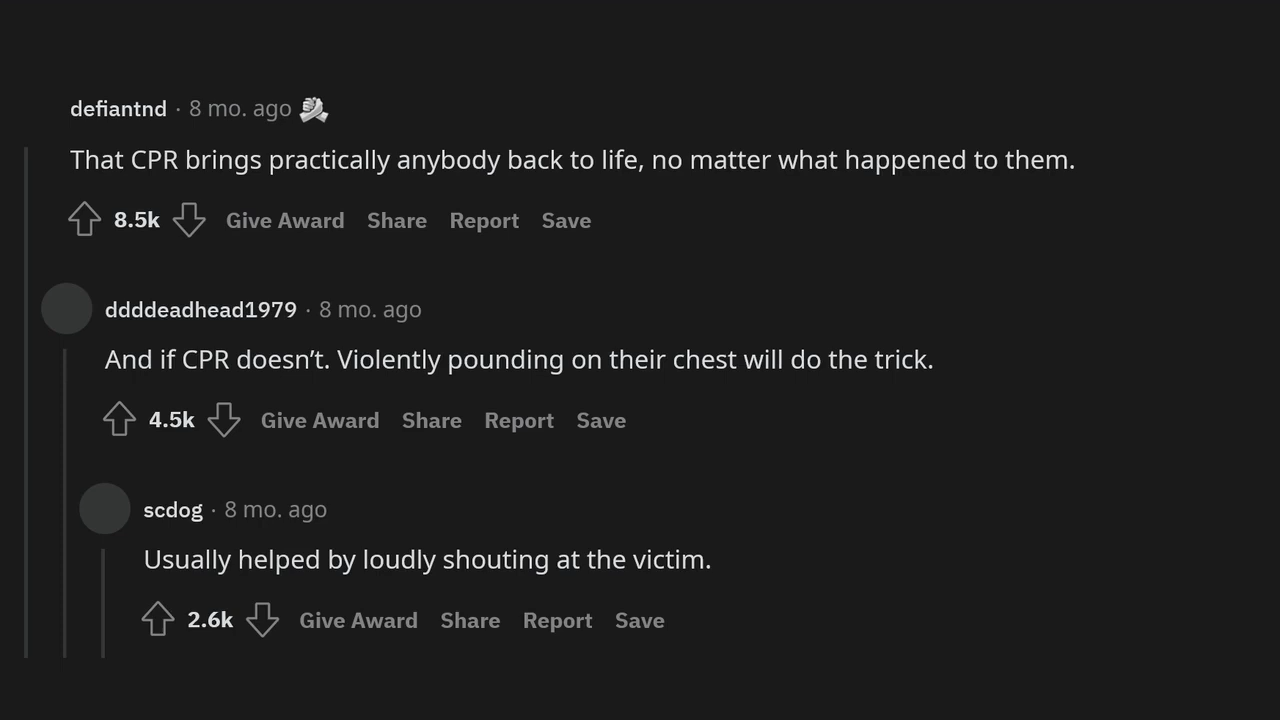 defiantnd · 8 mo. ago
That CPR brings practically anybody back to life, no matter what happened to them.
8.5k Give Award Share Report Save
ddddeadhead1979 · 8 mo. ago
And if CPR doesn’t. Violently pounding on their chest will do the trick.
4.5k Give Award Share Report Save
scdog · 8 mo. ago
Usually helped by loudly shouting at the victim.
2.6k Give Award Share Report Save